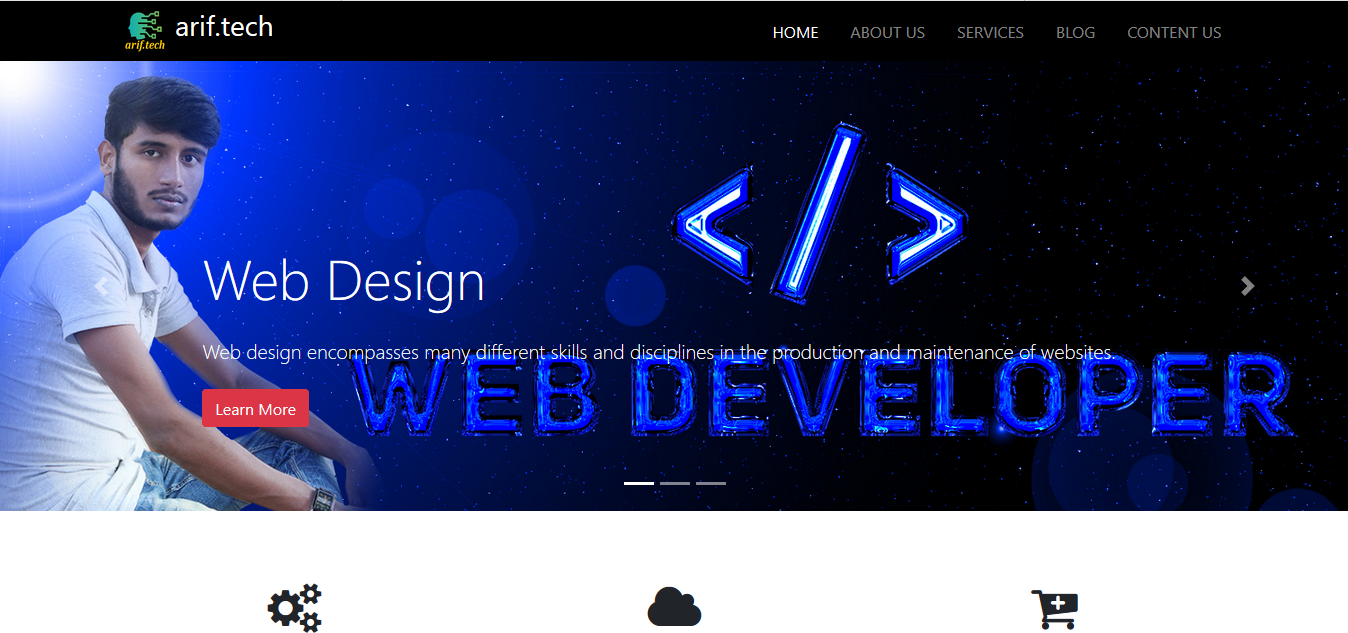 arif.tech
arif.tech
HOME ABOUT US SERVICES BLOG CONTENT US
</>
Web Design
Web design encompasses many different skills and disciplines in the production and maintenance of websites.
WEB DEVELOPER
Learn More